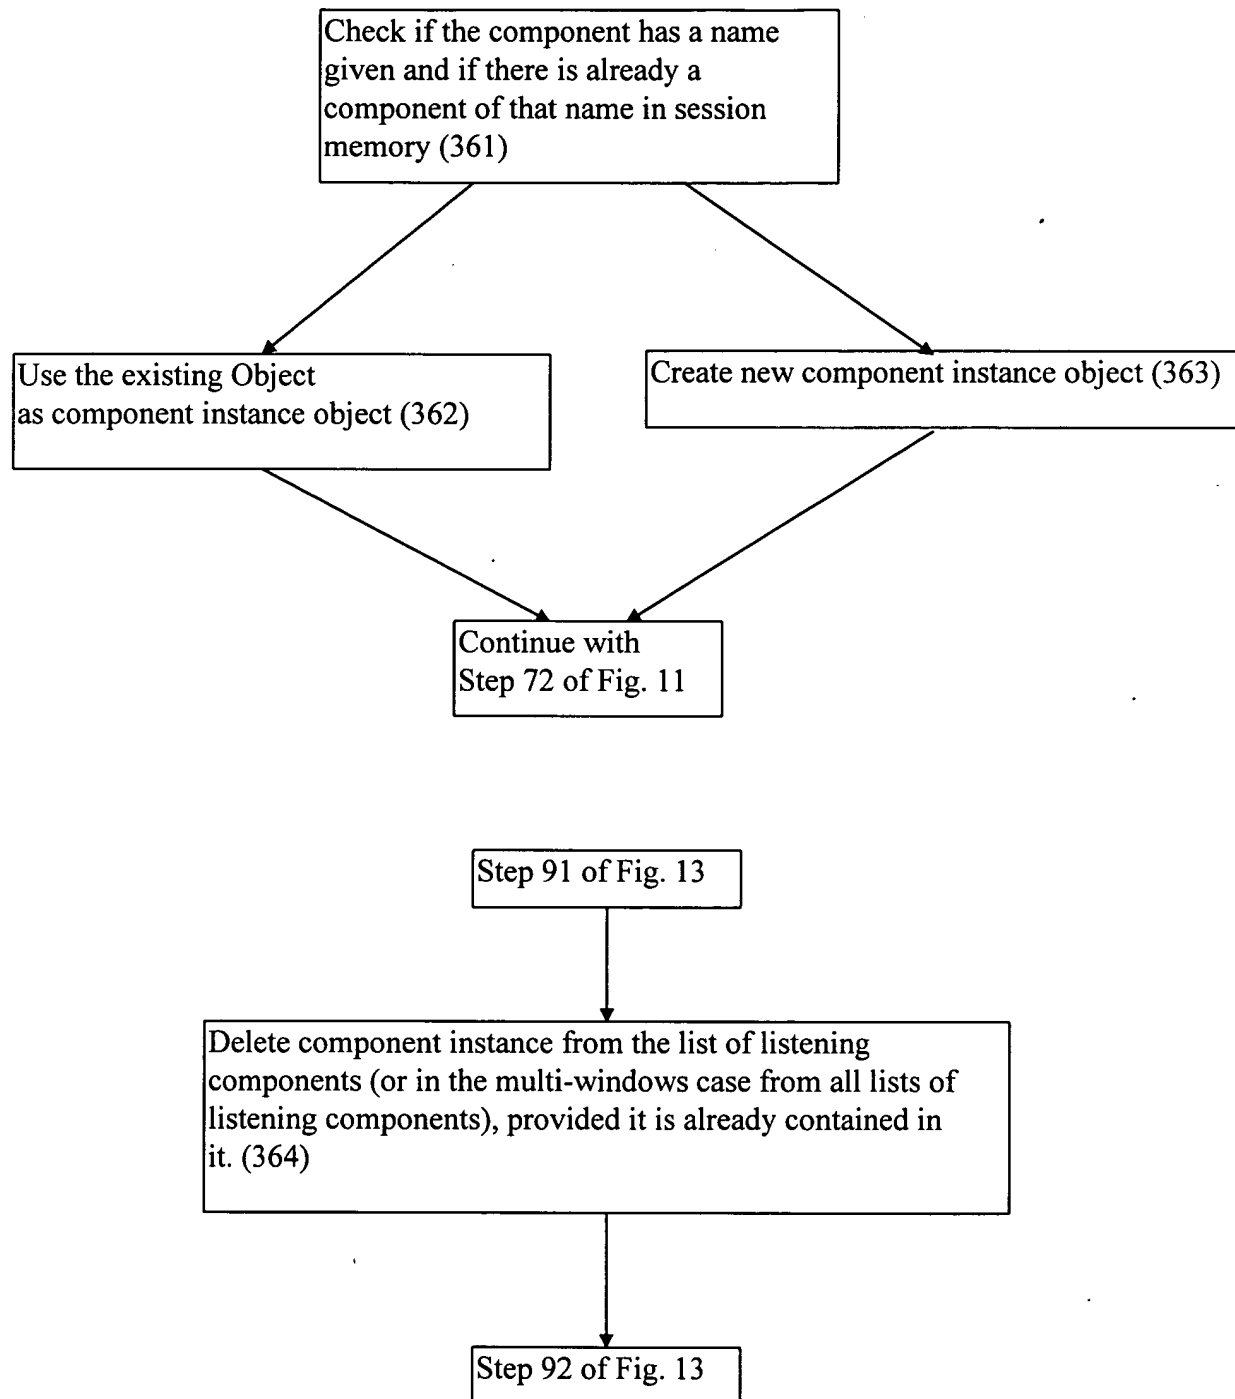 Check if the component has a name
given and if there is already a
component of that name in session
memory (361)
Use the existing Object
as component instance object (362)
Create new component instance object (363)
Continue with
Step 72 of Fig. 11
Step 91 of Fig. 13
Delete component instance from the list of listening
components (or in the multi-windows case from all lists of
listening components), provided it is already contained in
it. (364)
Step 92 of Fig. 13